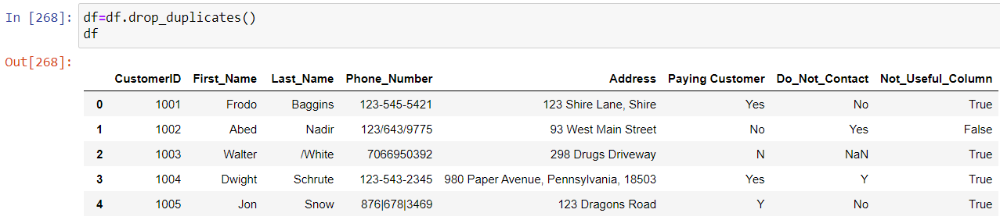 In [268]: df=df.drop_duplicates()
df
Out[268]:
CustomerID First_Name Last_Name Phone_Number Address Paying Customer Do_Not_Contact Not_Useful_Column
0 1001 Frodo Baggins 123-545-5421 123 Shire Lane, Shire Yes No True
1 1002 Abed Nadir 123/643/9775 93 West Main Street No Yes False
2 1003 Walter /White 7066950392 298 Drugs Driveway N NaN True
3 1004 Dwight Schrute 123-543-2345 980 Paper Avenue, Pennsylvania, 18503 Yes Y True
4 1005 Jon Snow 876|678|3469 123 Dragons Road Y No True